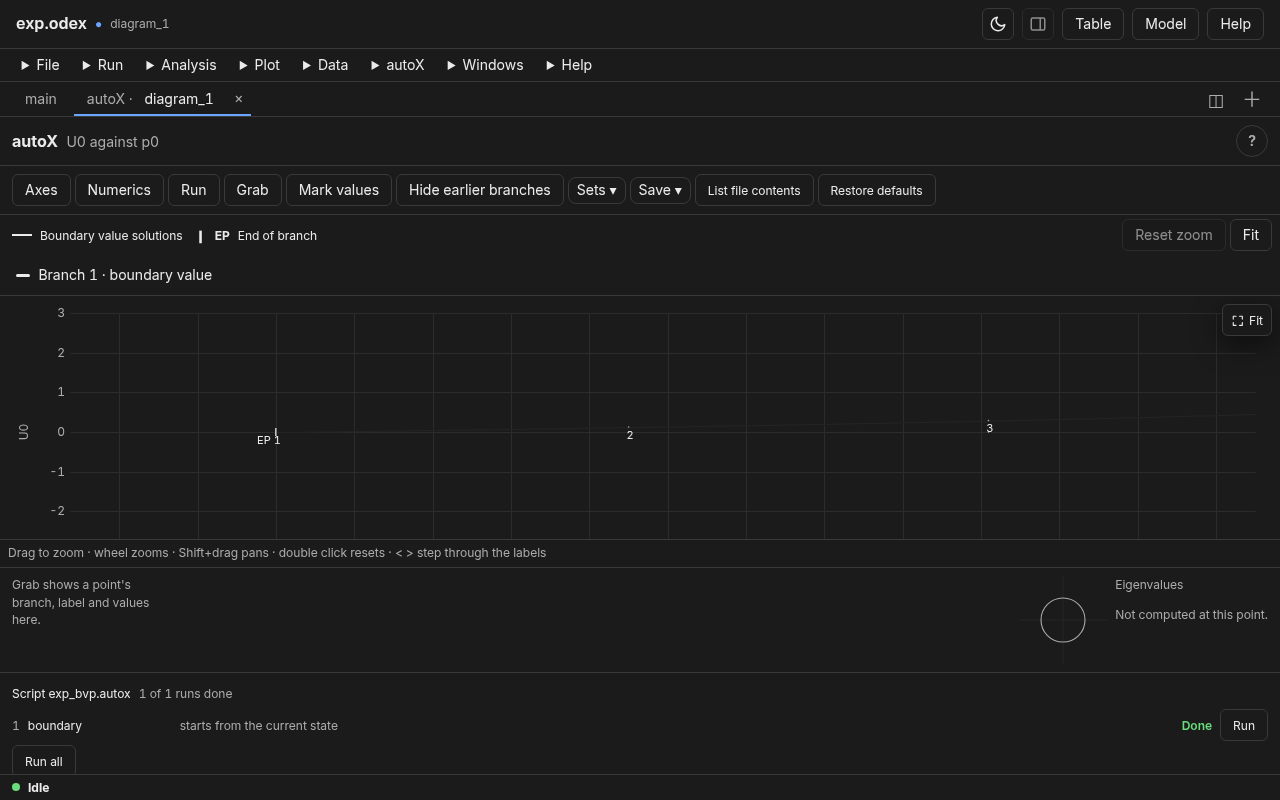 exp.odex • diagram_1 Table Model Help
▶ File ▶ Run ▶ Analysis ▶ Plot ▶ Data ▶ autoX ▶ Windows ▶ Help
main autoX · diagram_1 ×
autoX U0 against p0 ?
Axes Numerics Run Grab Mark values Hide earlier branches Sets ▾ Save ▾ List file contents Restore defaults
Boundary value solutions EP End of branch Reset zoom Fit
Branch 1 · boundary value
3
Fit
2
1
0
U0
EP 1
2
3
-1
-2
Drag to zoom · wheel zooms · Shift+drag pans · double click resets · < > step through the labels
Grab shows a point's
branch, label and values
here.
Eigenvalues
Not computed at this point.
Script exp_bvp.autox 1 of 1 runs done
1 boundary starts from the current state Done Run
Run all
Idle